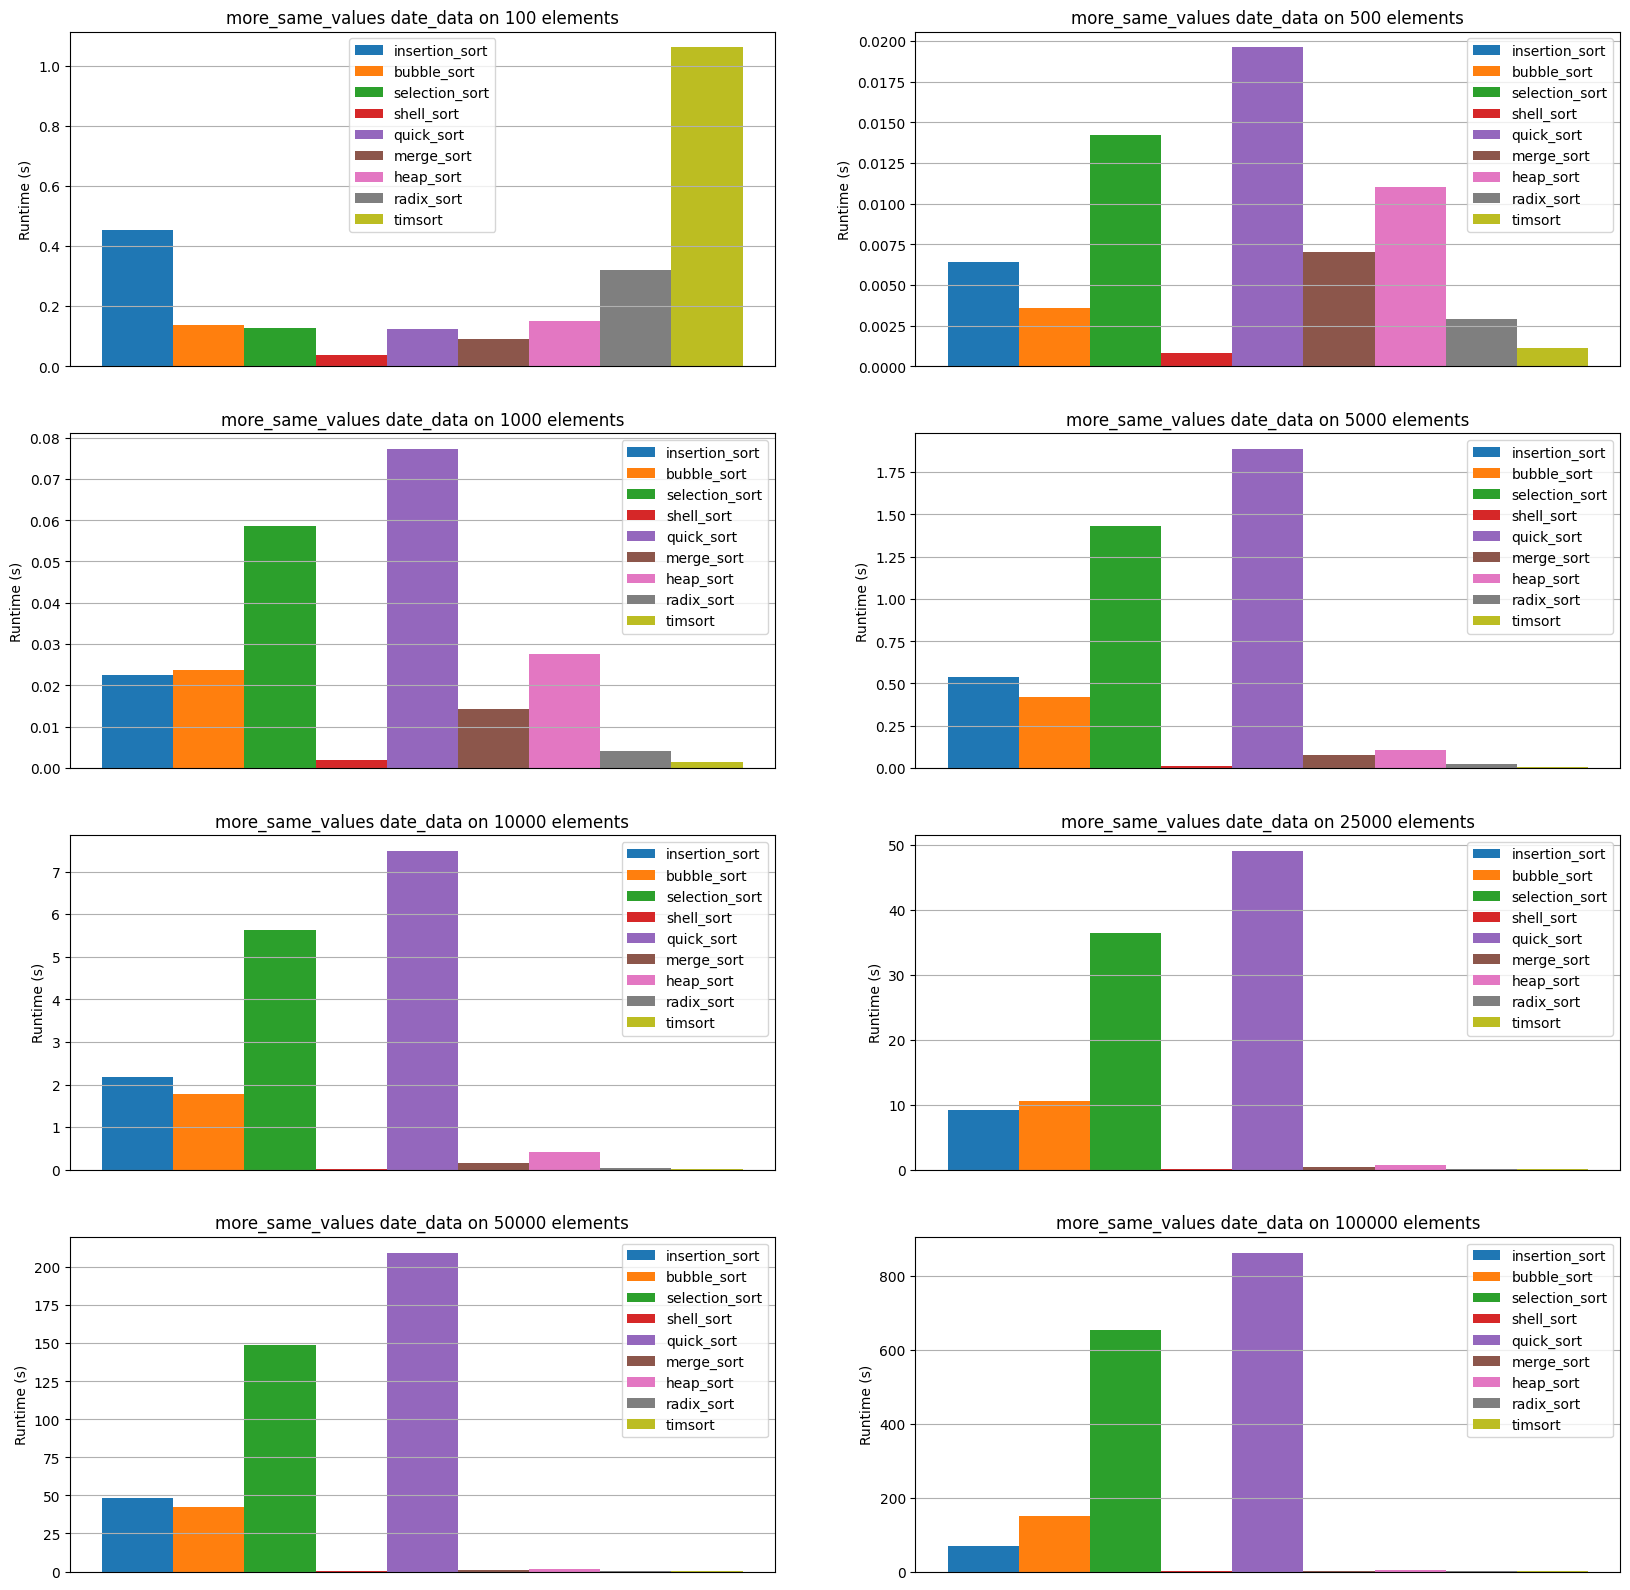 more_same_values date_data on 100 elements
Runtime (s)
1.0
0.8
0.6
0.4
0.2
0.0
insertion_sort
bubble_sort
selection_sort
shell_sort
quick_sort
merge_sort
heap_sort
radix_sort
timsort
more_same_values date_data on 500 elements
Runtime (s)
0.0200
0.0175
0.0150
0.0125
0.0100
0.0075
0.0050
0.0025
0.0000
insertion_sort
bubble_sort
selection_sort
shell_sort
quick_sort
merge_sort
heap_sort
radix_sort
timsort
more_same_values date_data on 1000 elements
Runtime (s)
0.08
0.07
0.06
0.05
0.04
0.03
0.02
0.01
0.00
insertion_sort
bubble_sort
selection_sort
shell_sort
quick_sort
merge_sort
heap_sort
radix_sort
timsort
more_same_values date_data on 5000 elements
Runtime (s)
1.75
1.50
1.25
1.00
0.75
0.50
0.25
0.00
insertion_sort
bubble_sort
selection_sort
shell_sort
quick_sort
merge_sort
heap_sort
radix_sort
timsort
more_same_values date_data on 10000 elements
Runtime (s)
7
6
5
4
3
2
1
0
insertion_sort
bubble_sort
selection_sort
shell_sort
quick_sort
merge_sort
heap_sort
radix_sort
timsort
more_same_values date_data on 25000 elements
Runtime (s)
50
40
30
20
10
0
insertion_sort
bubble_sort
selection_sort
shell_sort
quick_sort
merge_sort
heap_sort
radix_sort
timsort
more_same_values date_data on 50000 elements
Runtime (s)
200
175
150
125
100
75
50
25
0
insertion_sort
bubble_sort
selection_sort
shell_sort
quick_sort
merge_sort
heap_sort
radix_sort
timsort
more_same_values date_data on 100000 elements
Runtime (s)
800
600
400
200
0
insertion_sort
bubble_sort
selection_sort
shell_sort
quick_sort
merge_sort
heap_sort
radix_sort
timsort